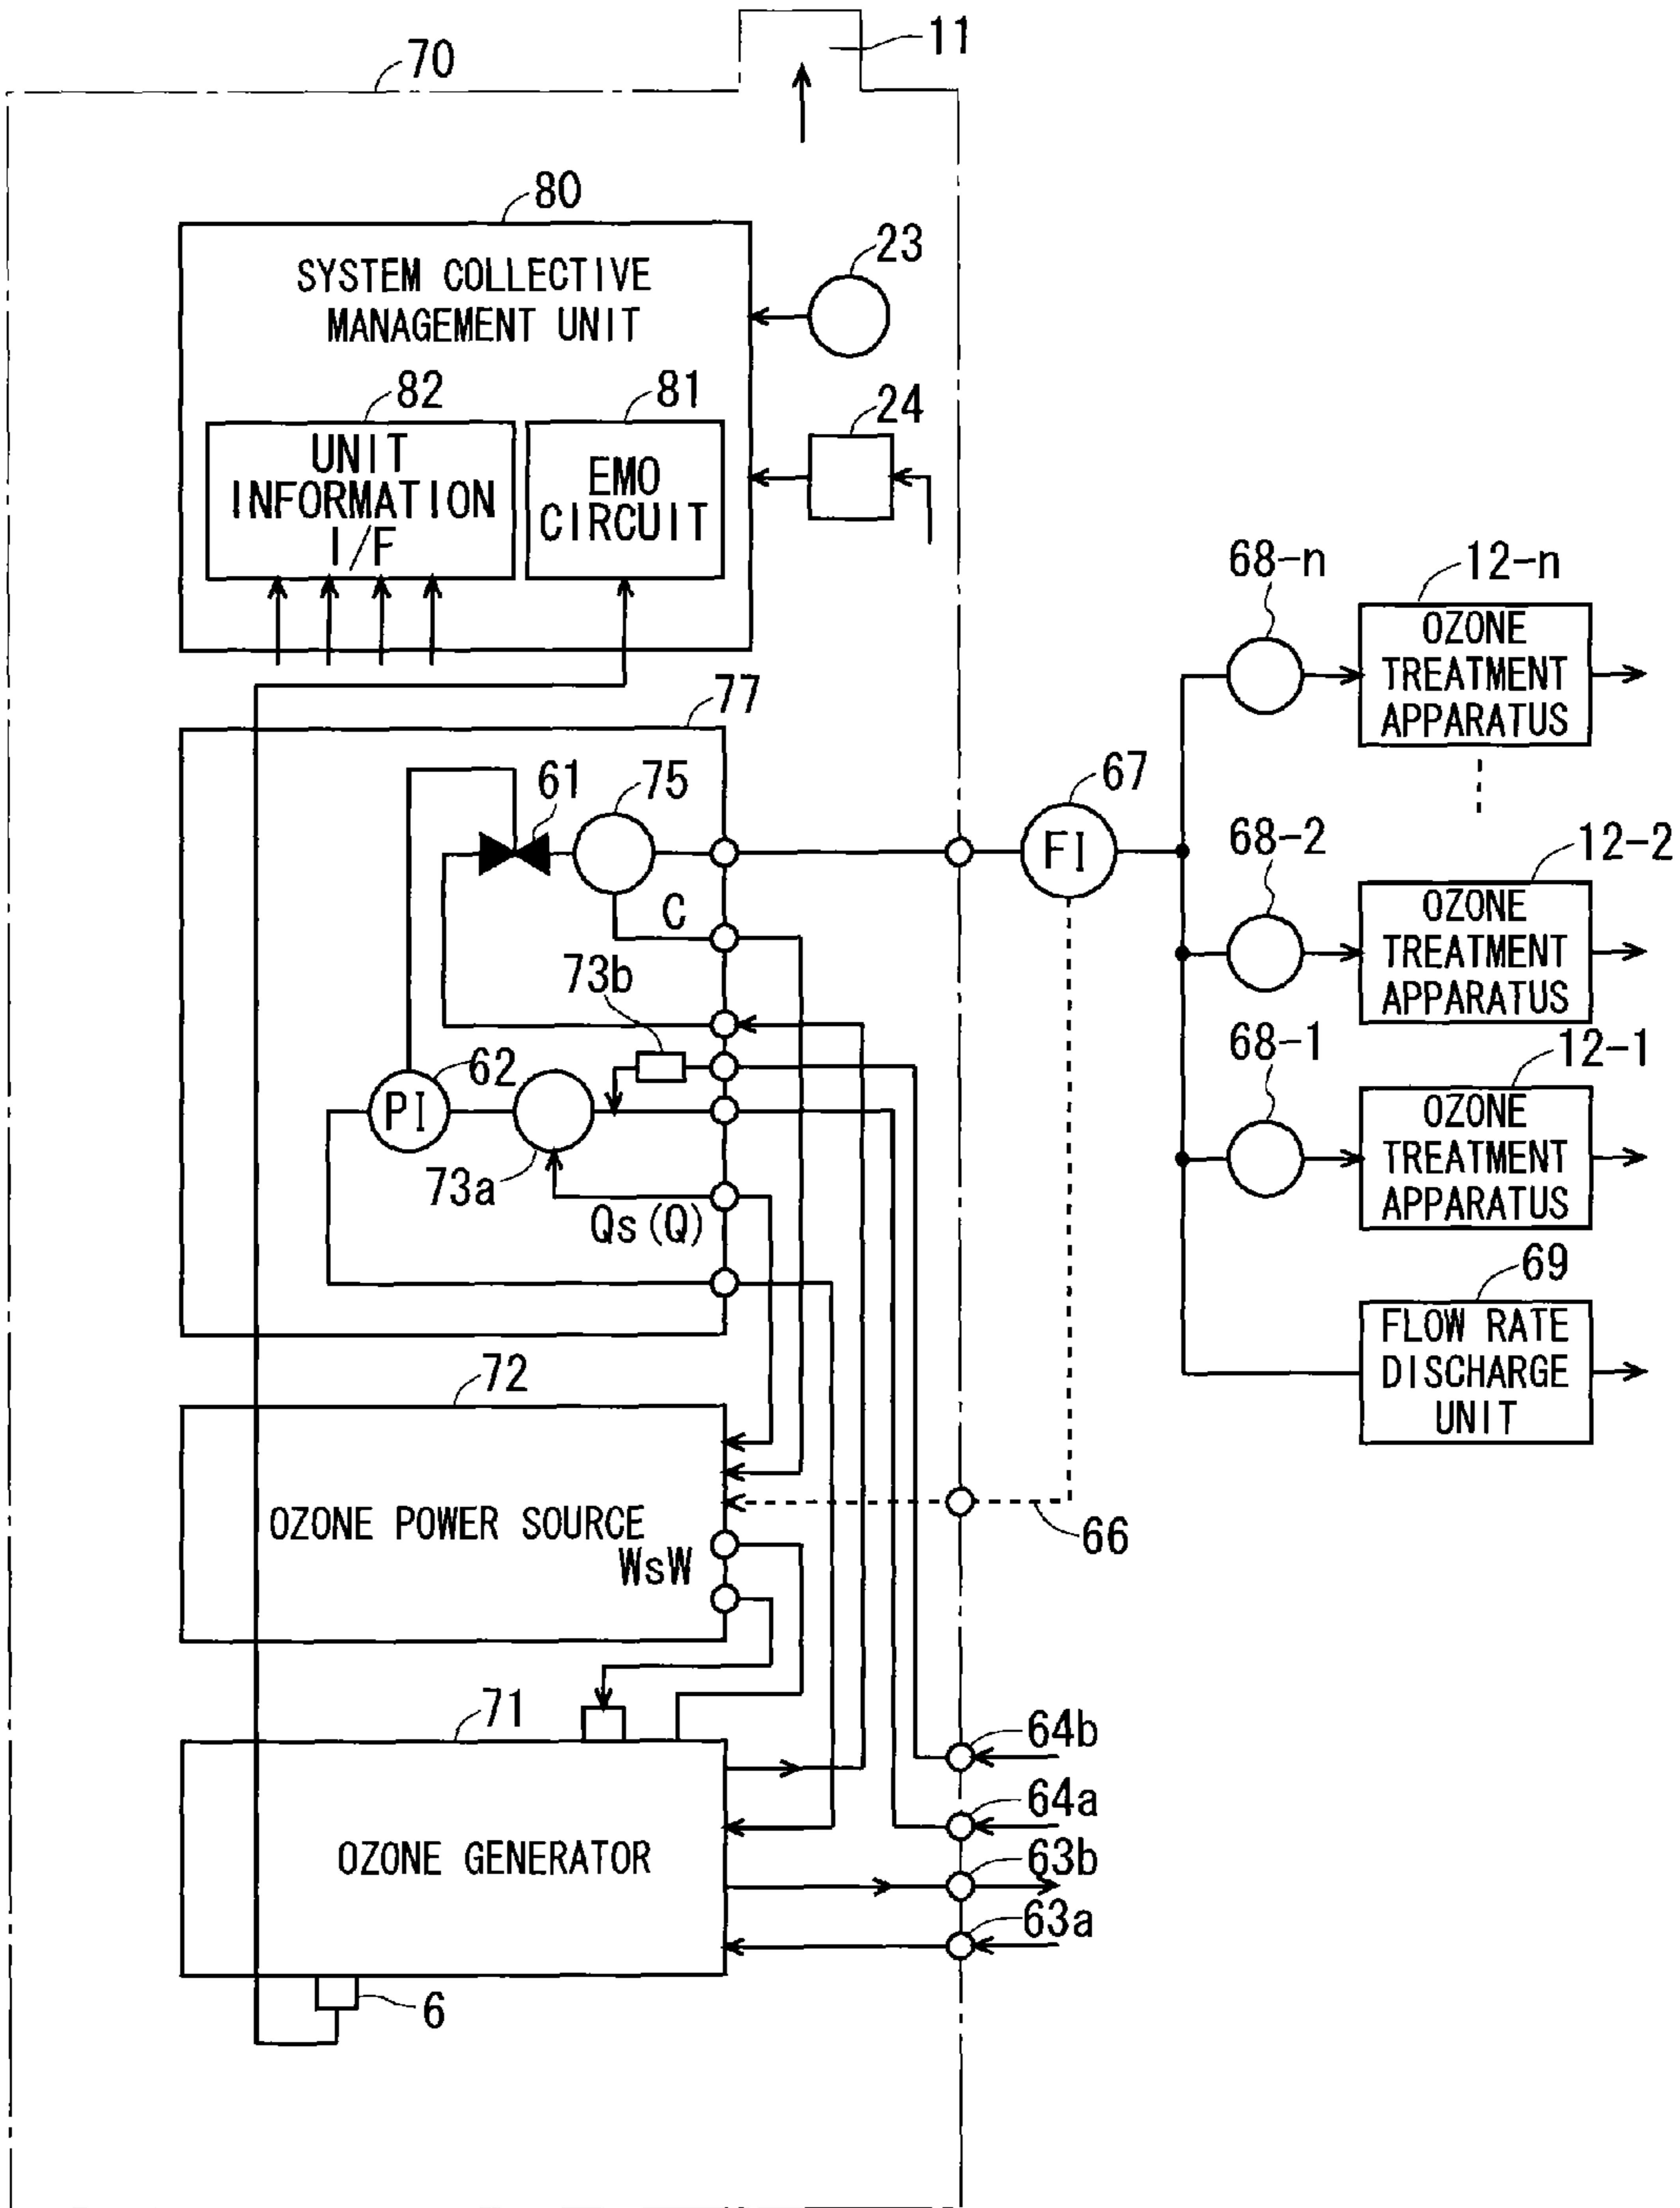 11
70
80
SYSTEM COLLECTIVE
MANAGEMENT UNIT
23
82
81
24
UNIT
INFORMATION
I/F
EMO
CIRCUIT
68-n
12-n
OZONE
TREATMENT
APPARATUS
77
61
75
67
FI
68-2
12-2
OZONE
TREATMENT
APPARATUS
C
73b
68-1
12-1
62
PI
OZONE
TREATMENT
APPARATUS
73a
Qs(Q)
69
FLOW RATE
DISCHARGE
UNIT
72
OZONE POWER SOURCE
WsW
66
71
64b
64a
OZONE GENERATOR
63b
63a
6